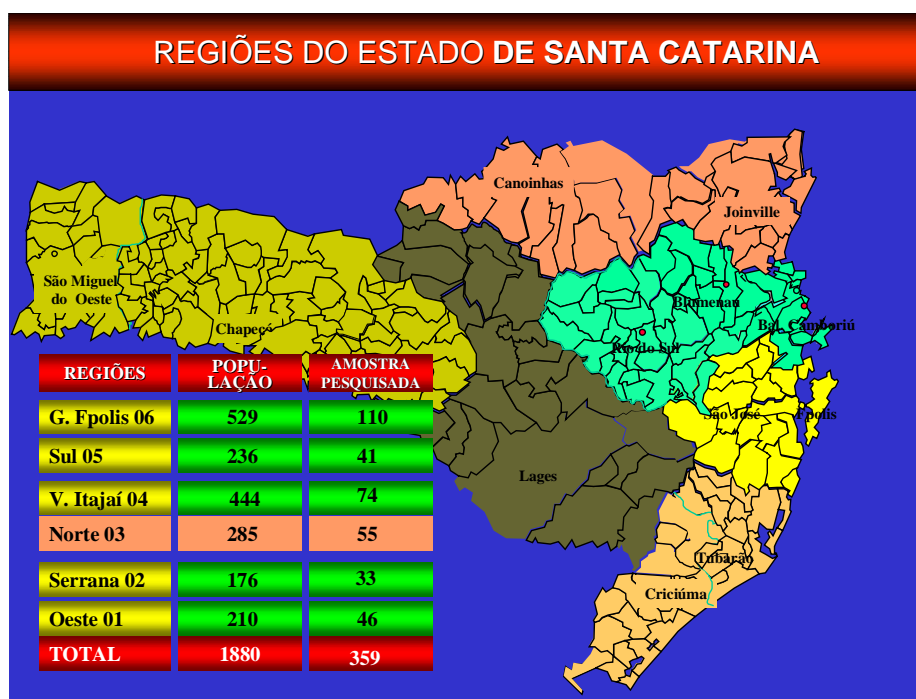 REGIÕES DO ESTADO DE SANTA CATARINA
Canoinhas
Joinville
São Miguel
do Oeste
Chapecó
Blumenau
Bal. Camboriú
Rio do Sul
São José
Fpolis
Lages
Tubarão
Criciúma
REGIÕES
POPU-
LAÇÃO
AMOSTRA
PESQUISADA
G. Fpolis 06 529 110
Sul 05 236 41
V. Itajaí 04 444 74
Norte 03 285 55
Serrana 02 176 33
Oeste 01 210 46
TOTAL 1880 359